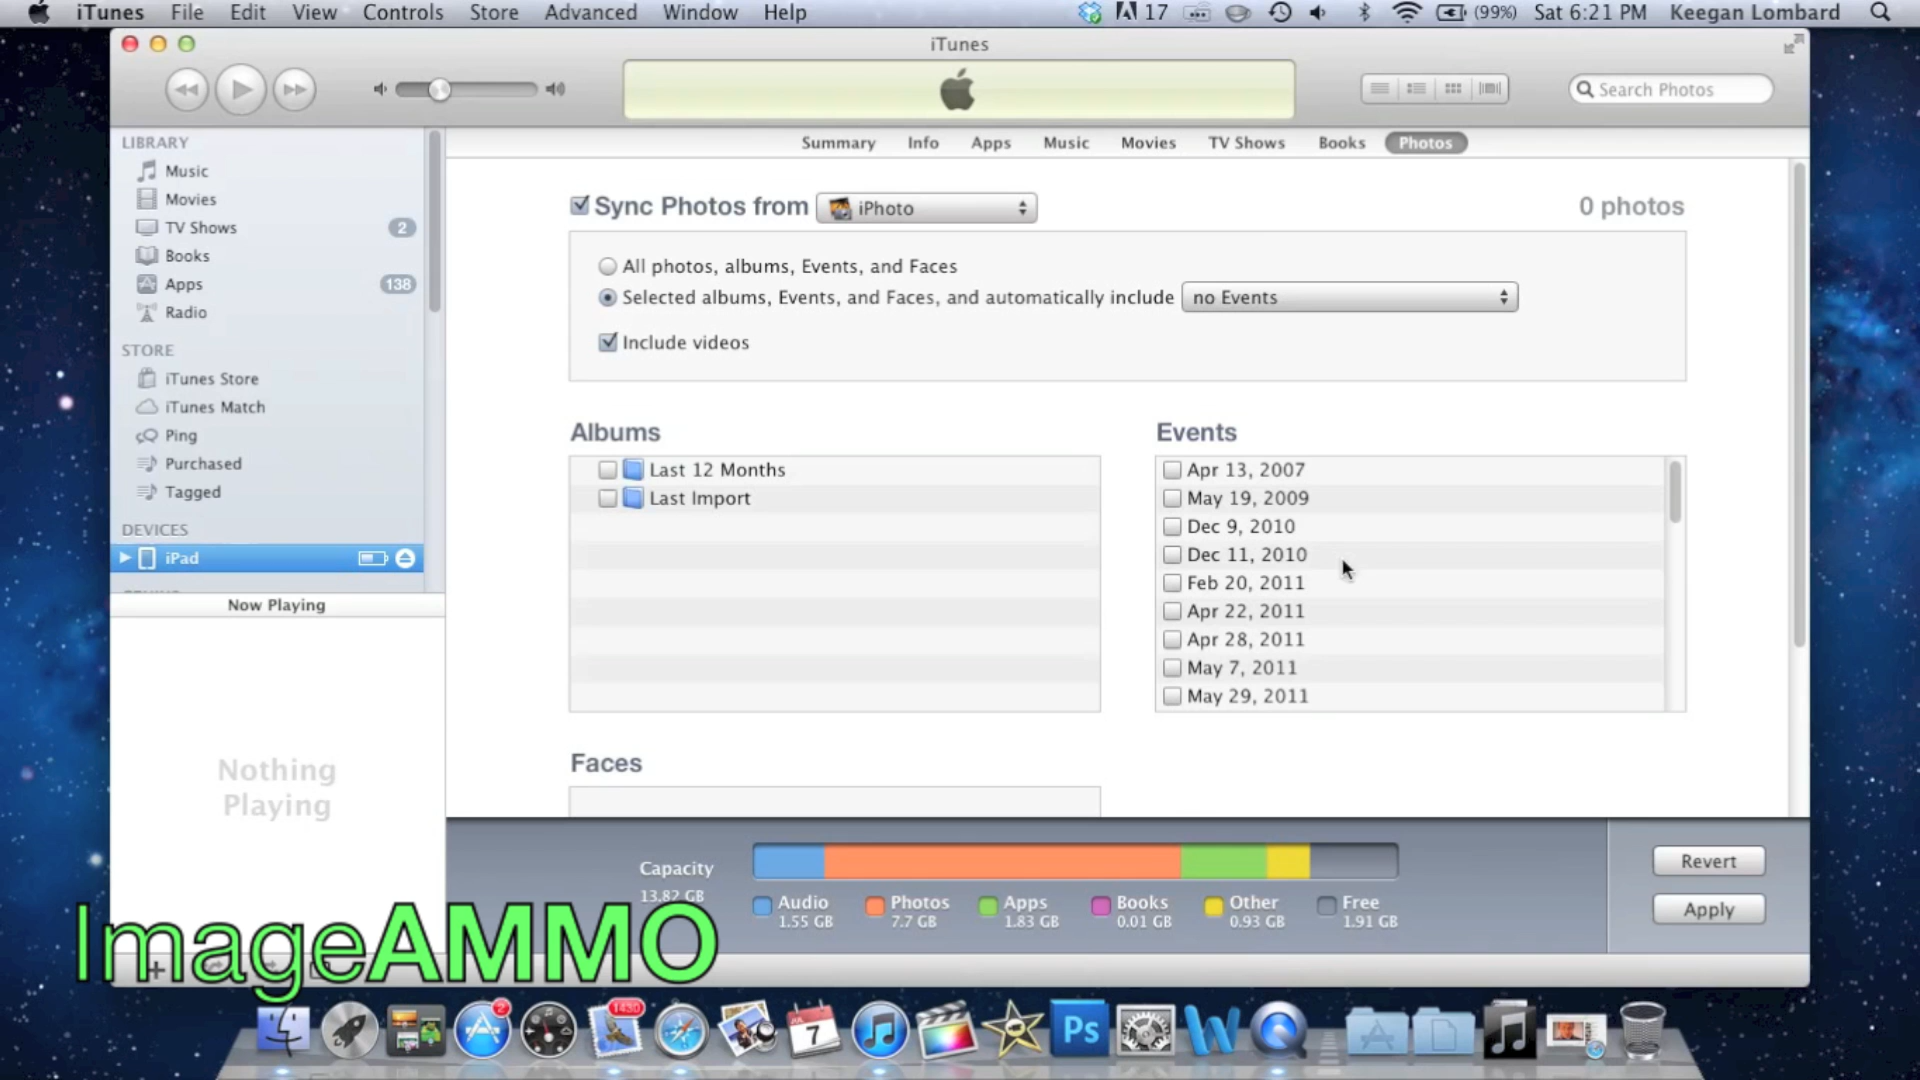 iTunes File Edit View Controls Store Advanced Window Help 17 (99%) Sat 6:21 PM Keegan Lombard
iTunes
Search Photos
LIBRARY
Music
Movies
TV Shows 2
Books
Apps 138
Radio
STORE
iTunes Store
iTunes Match
Ping
Purchased
Tagged
DEVICES
iPad
Now Playing
Nothing
Playing
Summary Info Apps Music Movies TV Shows Books Photos
Sync Photos from iPhoto 0 photos
All photos, albums, Events, and Faces
Selected albums, Events, and Faces, and automatically include no Events
Include videos
Albums
Last 12 Months
Last Import
Events
Apr 13, 2007
May 19, 2009
Dec 9, 2010
Dec 11, 2010
Feb 20, 2011
Apr 22, 2011
Apr 28, 2011
May 7, 2011
May 29, 2011
Faces
Capacity
13.82 GB
Audio
1.55 GB
Photos
7.7 GB
Apps
1.83 GB
Books
0.01 GB
Other
0.93 GB
Free
1.91 GB
Revert
Apply
ImageAMMO
2
1430
JUL
7
Ps
W